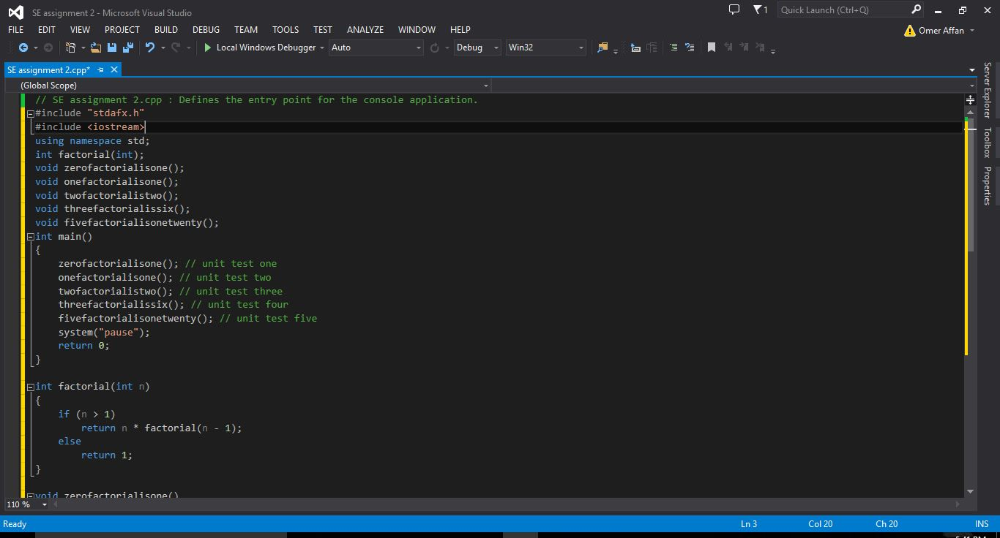 SE assignment 2 - Microsoft Visual Studio
1
Quick Launch (Ctrl+Q)
FILE EDIT VIEW PROJECT BUILD DEBUG TEAM TOOLS TEST ANALYZE WINDOW HELP
Omer Affan
Local Windows Debugger Auto Debug Win32
SE assignment 2.cpp*
(Global Scope)
// SE assignment 2.cpp : Defines the entry point for the console application.
#include "stdafx.h"
#include <iostream>
using namespace std;
int factorial(int);
void zerofactorialisone();
void onefactorialisone();
void twofactorialistwo();
void threefactorialissix();
void fivefactorialisonetwenty();
int main()
{
zerofactorialisone(); // unit test one
onefactorialisone(); // unit test two
twofactorialistwo(); // unit test three
threefactorialissix(); // unit test four
fivefactorialisonetwenty(); // unit test five
system("pause");
return 0;
}
int factorial(int n)
{
if (n > 1)
return n * factorial(n - 1);
else
return 1;
}
void zerofactorialisone()
110 %
Server Explorer
Toolbox
Properties
Ready Ln 3 Col 20 Ch 20 INS